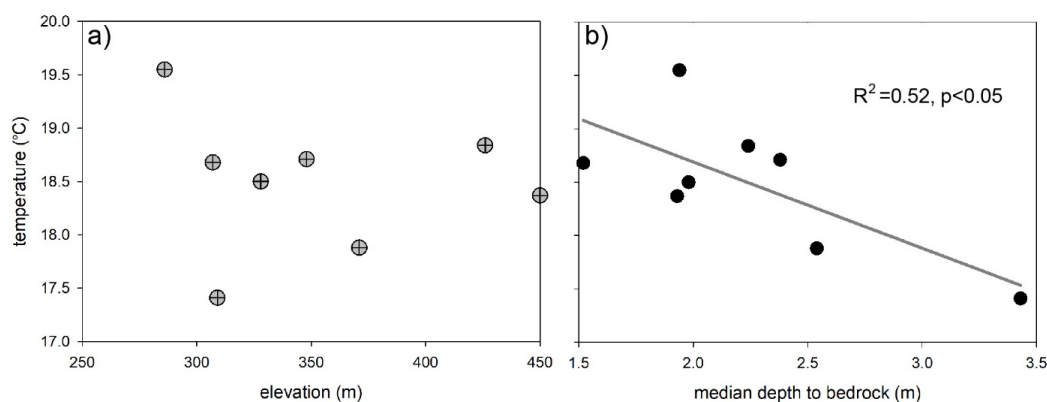 a)
20.0
19.5
19.0
18.5
18.0
17.5
17.0
temperature (°C)
250
300
350
400
450
elevation (m)
b)
R²=0.52, p<0.05
1.5
2.0
2.5
3.0
3.5
median depth to bedrock (m)